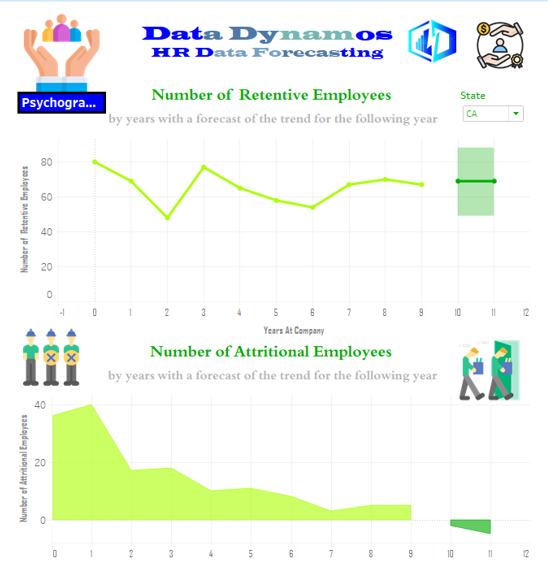 Data Dynamos
HR Data Forecasting
Psychogra...
Number of Retentive Employees
by years with a forecast of the trend for the following year
State
CA
Number of Retentive Employees
80
60
40
20
0
-1 0 1 2 3 4 5 6 7 8 9 10 11 12
Years At Company
Number of Attritional Employees
by years with a forecast of the trend for the following year
Number of Attritional Employees
40
20
0
0 1 2 3 4 5 6 7 8 9 10 11 12